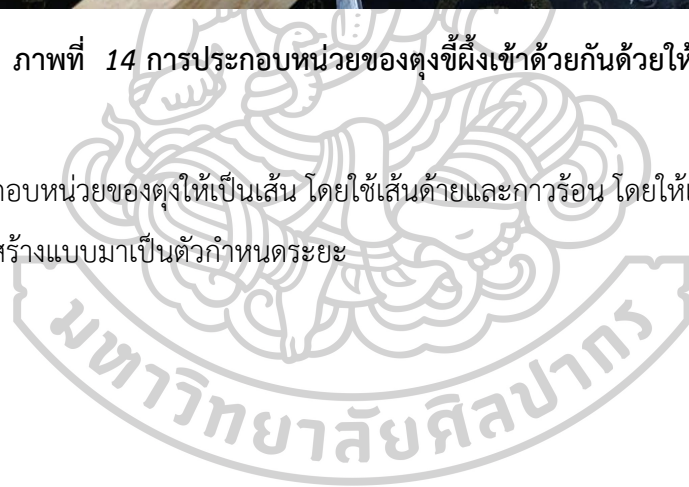 ภาพที่ 14 การประกอบหน่วยของตุงขี้ผึ้งเข้าด้วยกันด้วยให้
กอบหน่วยของตุงให้เป็นเส้น โดยใช้เส้นด้ายและกาวร้อน โดยให้
สร้างแบบมาเป็นตัวกำหนดระยะ
มหาวิทยาลัยศิลปากร